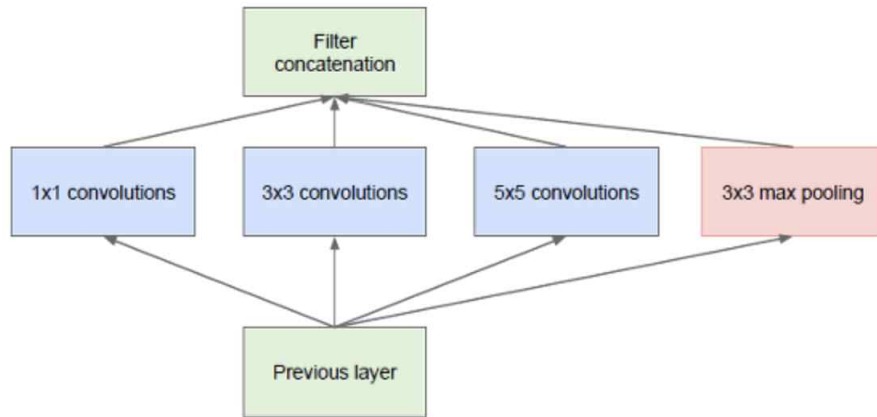 Filter
concatenation
1x1 convolutions
3x3 convolutions
5x5 convolutions
3x3 max pooling
Previous layer